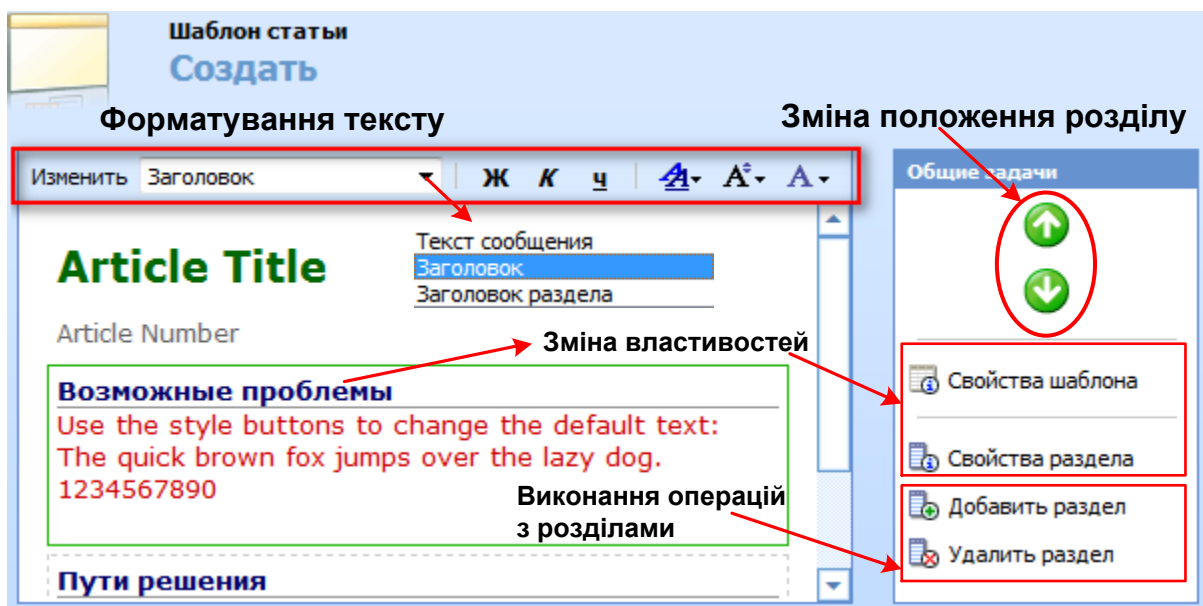 Шаблон статьи
Создать
Форматування тексту
Зміна положення розділу
Изменить Заголовок Ж К ч А А А
Общие задачи
Текст сообщения
Заголовок
Заголовок раздела
Article Title
Article Number
Зміна властивостей
Возможные проблемы
Use the style buttons to change the default text:
The quick brown fox jumps over the lazy dog.
1234567890
Свойства шаблона
Свойства раздела
Виконання операцій
з розділами
Добавить раздел
Удалить раздел
Пути решения